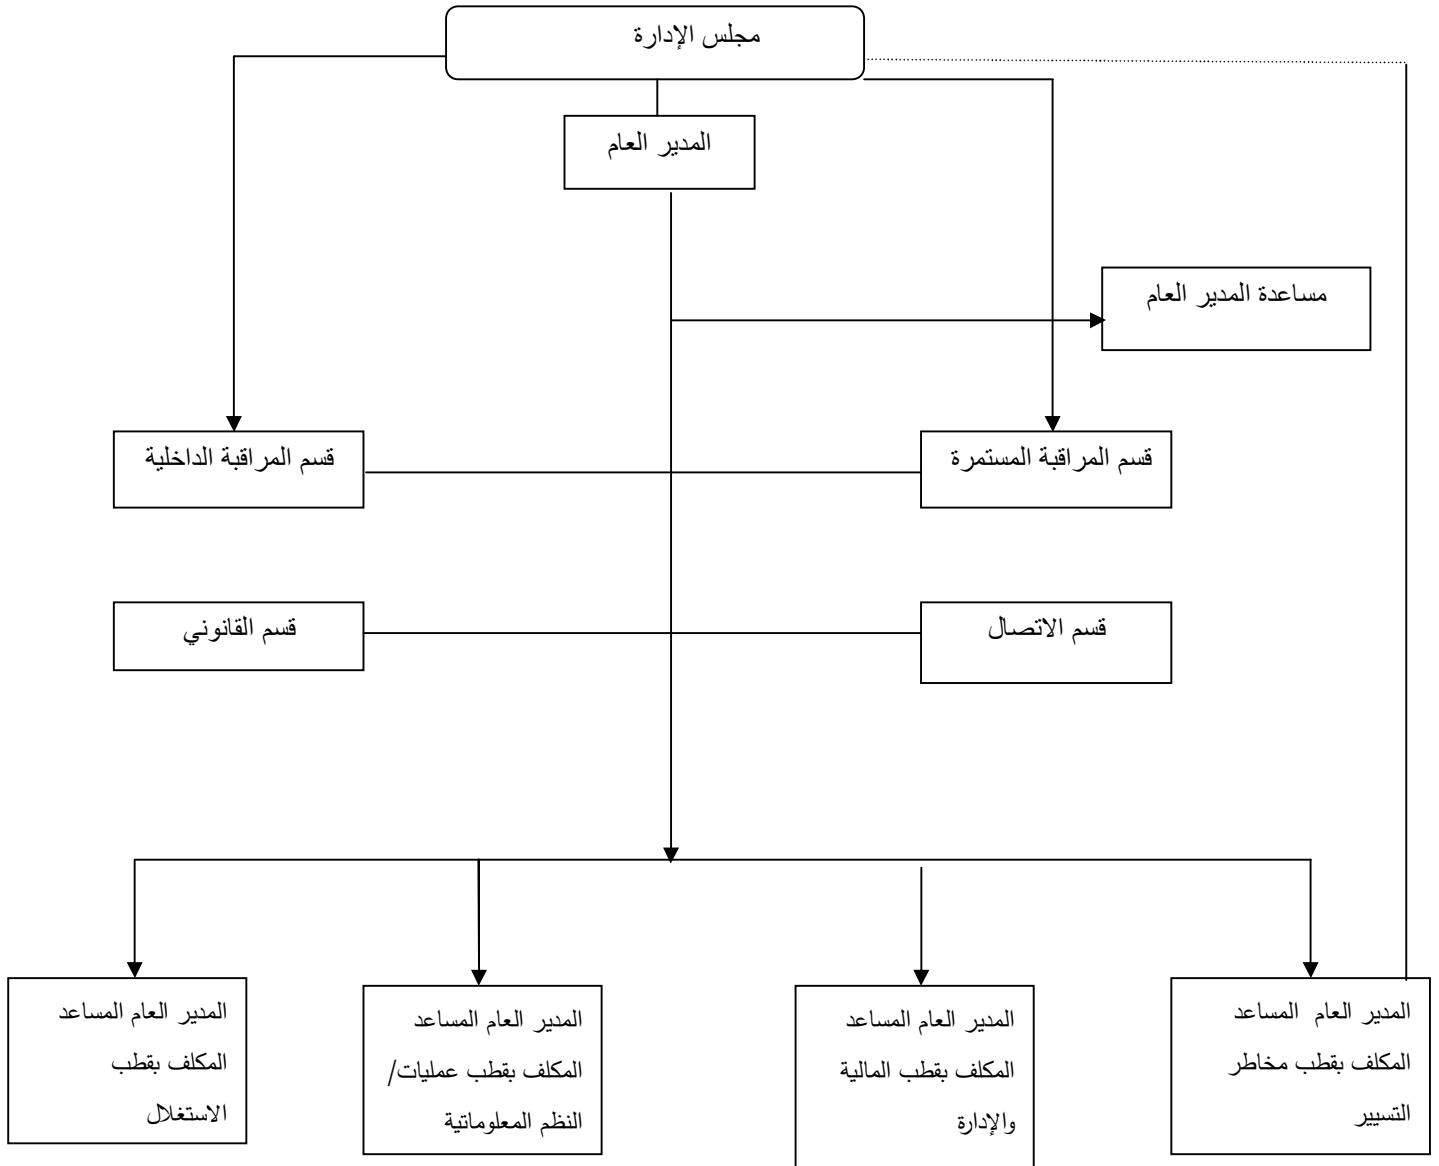 مجلس الإدارة
المدير العام
مساعدة المدير العام
قسم المراقبة المستمرة
قسم المراقبة الداخلية
قسم الاتصال
قسم القانوني
المدير العام المساعد
المكلف بقطب مخاطر
التسيير
المدير العام المساعد
المكلف بقطب المالية
والإدارة
المدير العام المساعد
المكلف بقطب عمليات/
النظم المعلوماتية
المدير العام المساعد
المكلف بقطب
الاستغلال